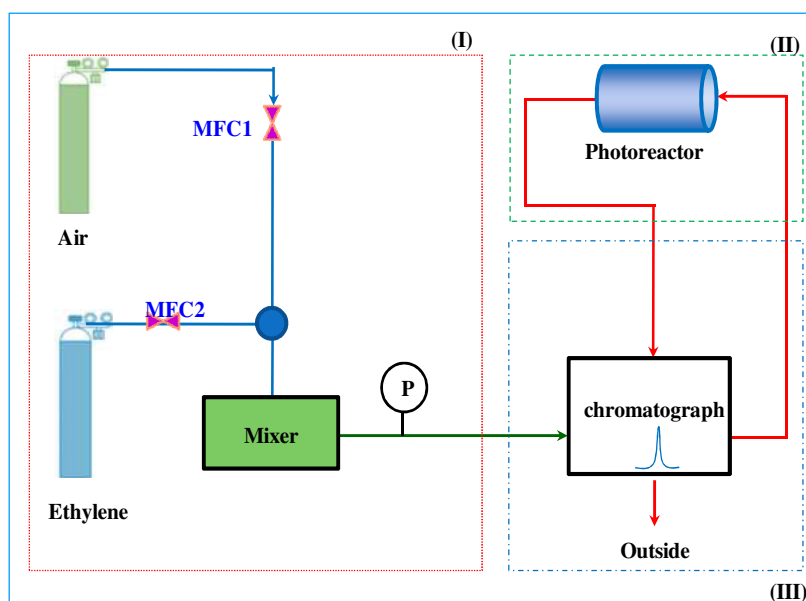 (I)
(II)
MFC1
Photoreactor
Air
MFC2
P
Mixer
chromatograph
Ethylene
Outside
(III)